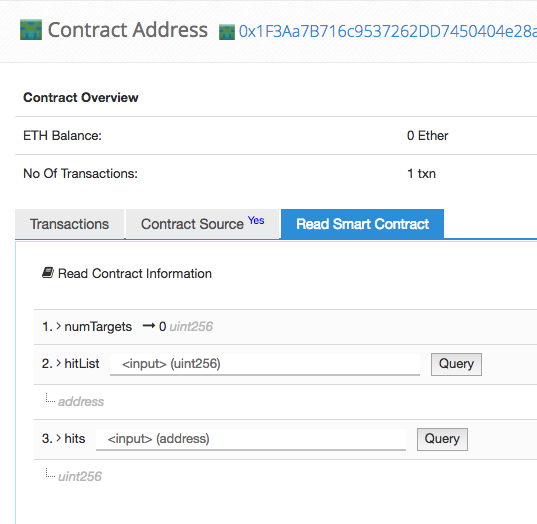 Contract Address 0x1F3Aa7B716c9537262DD7450404e28a
Contract Overview
ETH Balance: 0 Ether
No Of Transactions: 1 txn
Transactions Contract Source Yes Read Smart Contract
Read Contract Information
1. > numTargets → 0 uint256
2. > hitList <input> (uint256) Query
address
3. > hits <input> (address) Query
uint256